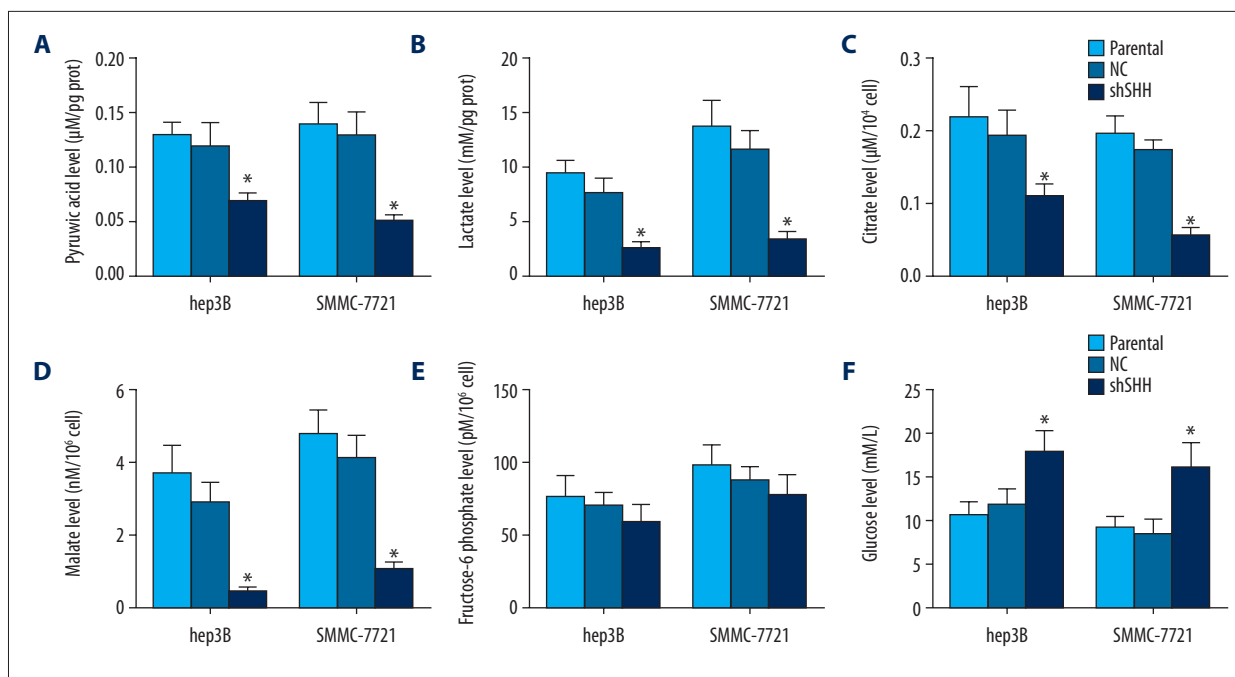 A
Pyruwic acid level (µM/pg prot)
0.20
0.15
0.10
0.05
0.00
*
*
hep3B
SMMC-7721
B
Lactate level (mM/pg prot)
20
15
10
5
0
*
*
hep3B
SMMC-7721
C
Parental
NC
shSHH
Citrate level (µM/10⁴ cell)
0.3
0.2
0.1
0.0
*
*
hep3B
SMMC-7721
D
Malate level (nM/10⁶ cell)
6
4
2
0
*
*
hep3B
SMMC-7721
E
Fructose-6 phosphate level (pM/10⁶ cell)
150
100
50
0
hep3B
SMMC-7721
F
Parental
NC
shSHH
Glucose level (mM/L)
25
20
15
10
5
0
*
*
hep3B
SMMC-7721